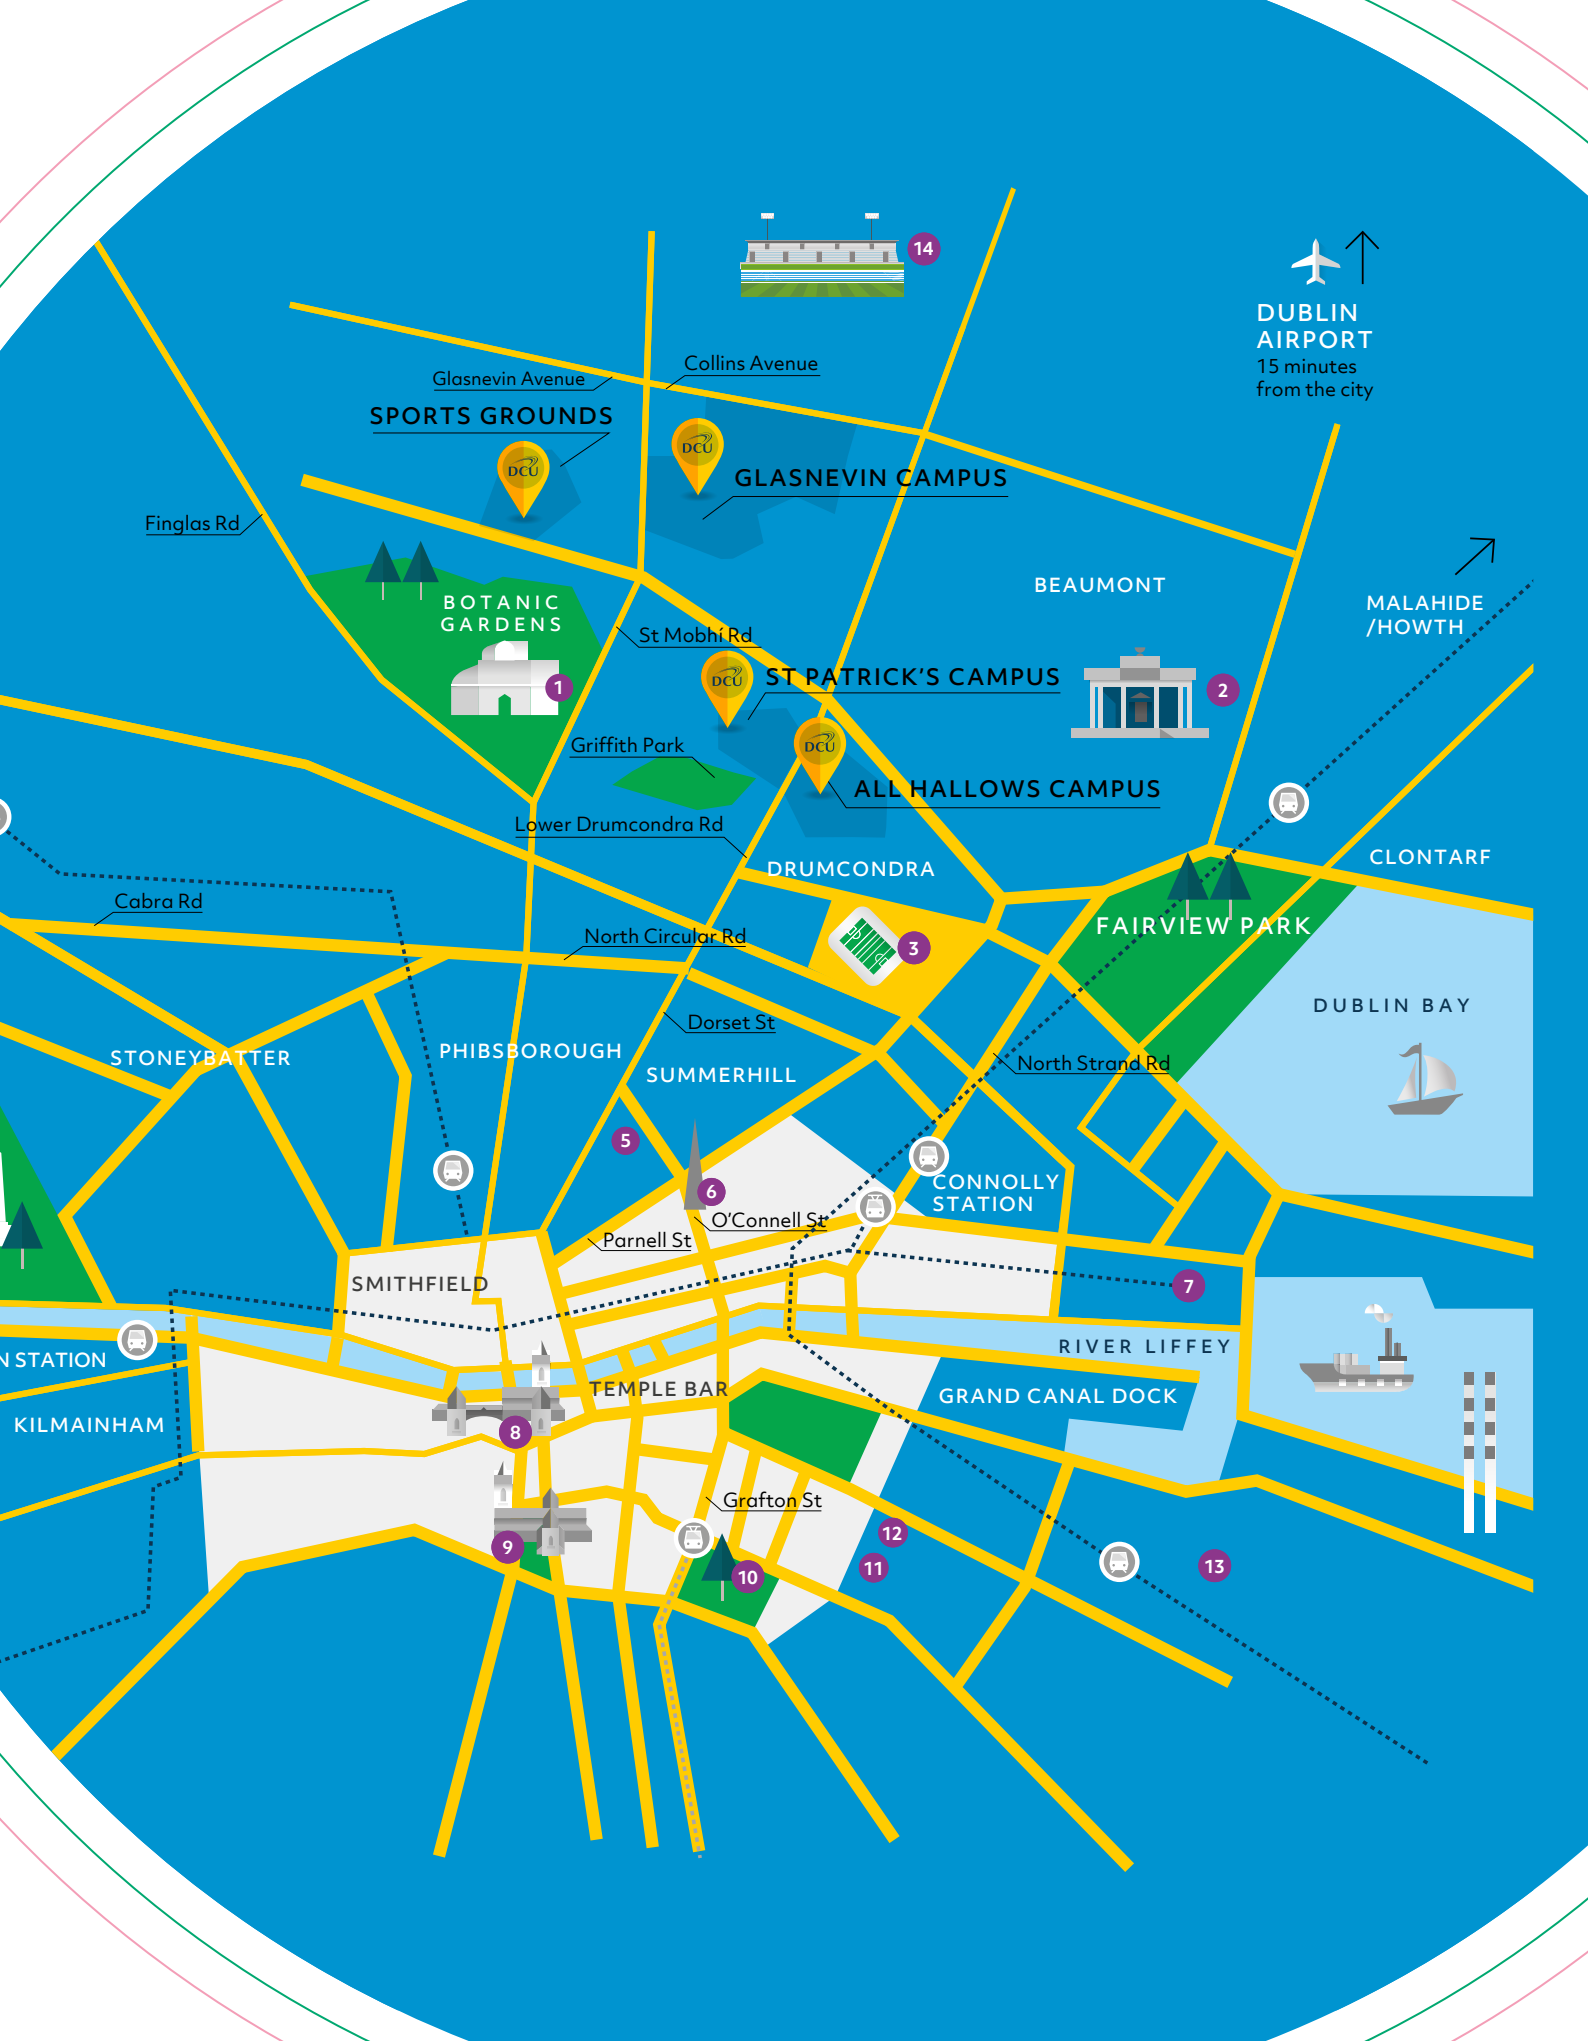 14
DUBLIN
AIRPORT
15 minutes
from the city
Collins Avenue
Glasnevin Avenue
SPORTS GROUNDS
DCU
DCU
GLASNEVIN CAMPUS
Finglas Rd
BEAUMONT
MALAHIDE
/HOWTH
BOTANIC
GARDENS
1
St Mobhí Rd
DCU
ST PATRICK'S CAMPUS
2
Griffith Park
DCU
ALL HALLOWS CAMPUS
Lower Drumcondra Rd
DRUMCONDRA
CLONTARF
Cabra Rd
FAIRVIEW PARK
North Circular Rd
3
DUBLIN BAY
Dorset St
STONEYBATTER
PHIBSBOROUGH
SUMMERHILL
North Strand Rd
5
6
CONNOLLY
STATION
O'Connell St
Parnell St
SMITHFIELD
7
N STATION
RIVER LIFFEY
TEMPLE BAR
GRAND CANAL DOCK
KILMAINHAM
8
Grafton St
9
12
10
11
13